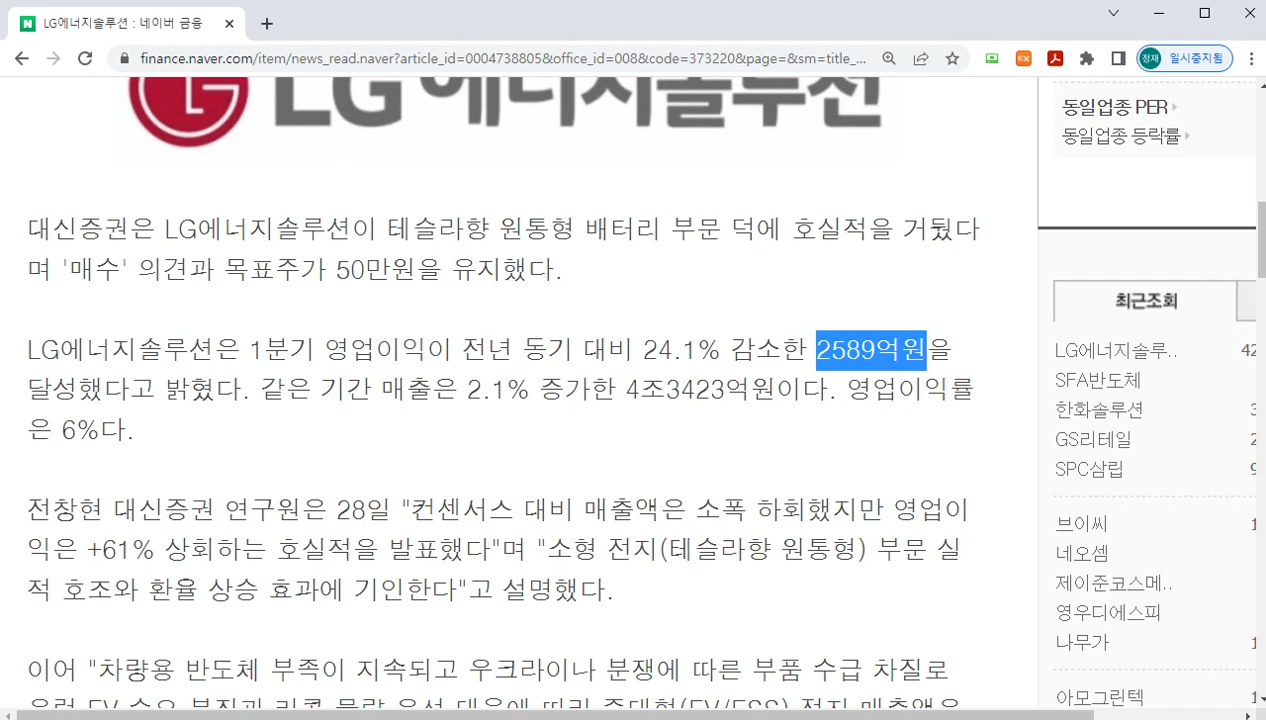 LG에너지솔루션 : 네이버 금융
finance.naver.com/item/news_read.naver?article_id=0004738805&office_id=008&code=373220&page=&sm=title_...
정재 일시중지됨
LG 에너지솔루션
대신증권은 LG에너지솔루션이 테슬라향 원통형 배터리 부문 덕에 호실적을 거뒀다
며 '매수' 의견과 목표주가 50만원을 유지했다.
LG에너지솔루션은 1분기 영업이익이 전년 동기 대비 24.1% 감소한 2589억원을
달성했다고 밝혔다. 같은 기간 매출은 2.1% 증가한 4조3423억원이다. 영업이익률
은 6%다.
전창현 대신증권 연구원은 28일 "컨센서스 대비 매출액은 소폭 하회했지만 영업이
익은 +61% 상회하는 호실적을 발표했다"며 "소형 전지(테슬라향 원통형) 부문 실
적 호조와 환율 상승 효과에 기인한다"고 설명했다.
이어 "차량용 반도체 부족이 지속되고 우크라이나 분쟁에 따른 부품 수급 차질로
동일업종 PER
동일업종 등락률
최근조회
LG에너지솔루.. 42
SFA반도체
한화솔루션 3
GS리테일 2
SPC삼립 9
브이씨 1
네오셈
제이준코스메..
영우디에스피
나무가 1
아모그린텍 1